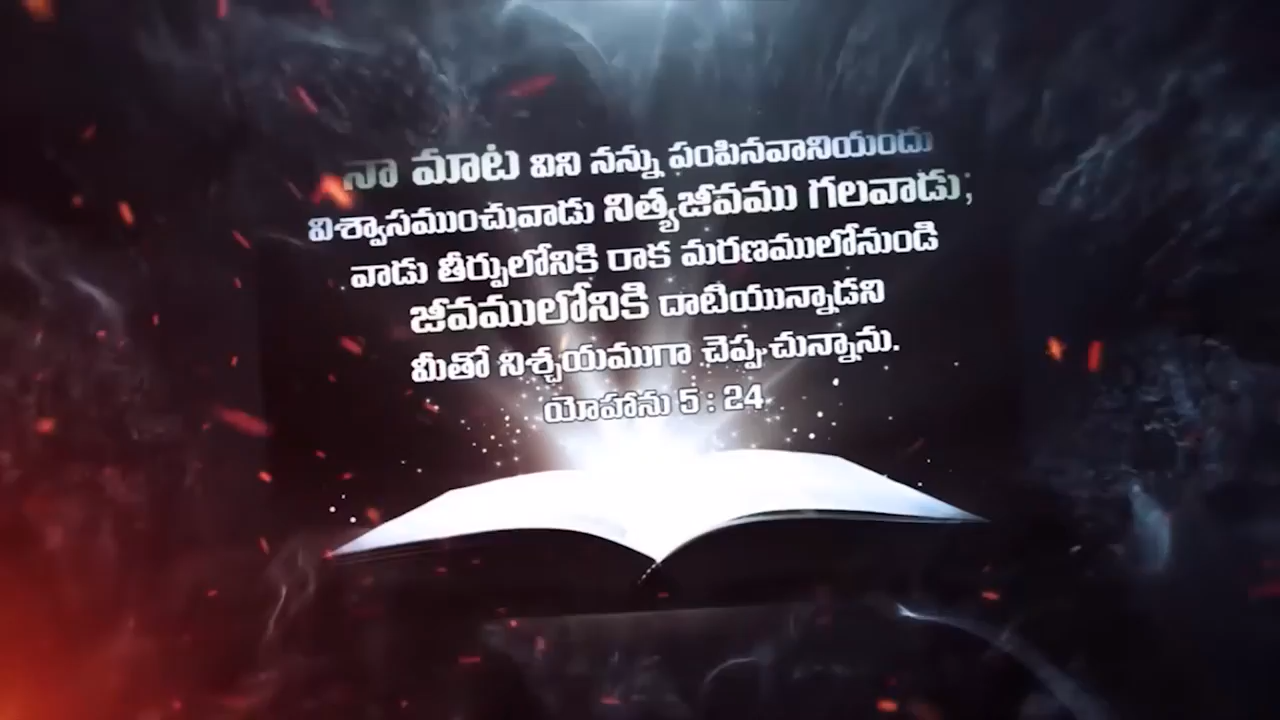 నా మాట విని నన్ను పంపినవానియందు
విశ్వాసముంచువాడు నిత్యజీవము గలవాడు;
వాడు తీర్పులోనికి రాక మరణములోనుండి
జీవములోనికి దాటియున్నాడని
మీతో నిశ్చయముగా చెప్పుచున్నాను.
యోహాను 5 : 24